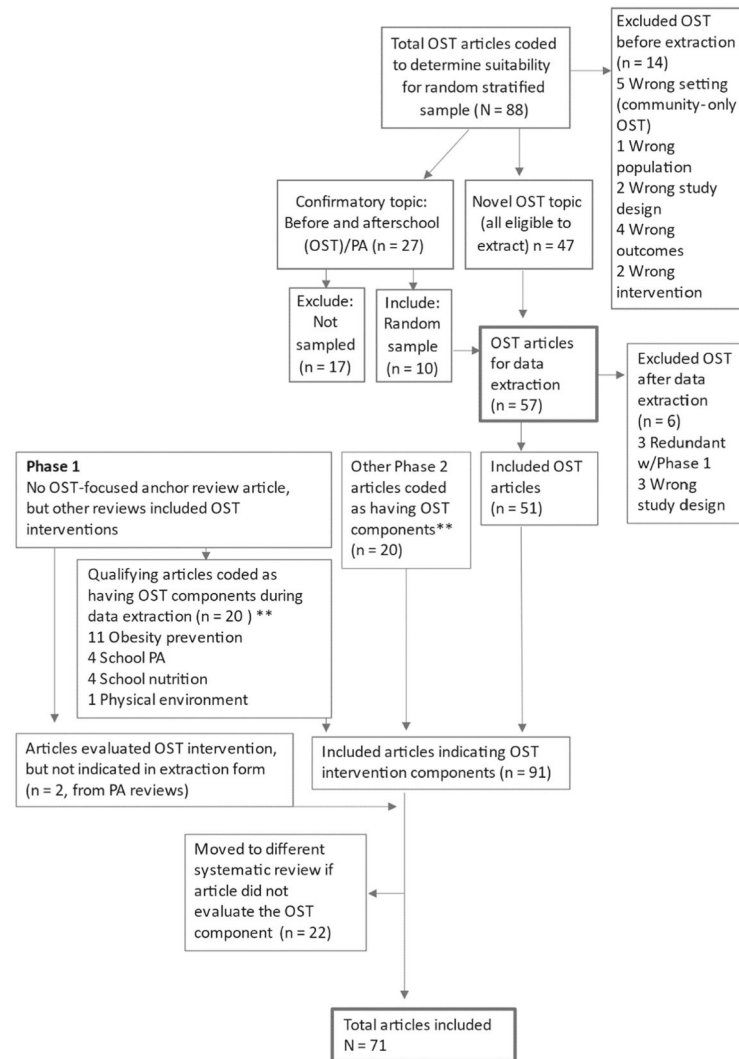 Total OST articles coded
to determine suitability
for random stratified
sample (N = 88)
Excluded OST
before extraction
(n = 14)
5 Wrong setting
(community-only
OST)
1 Wrong
population
2 Wrong study
design
4 Wrong
outcomes
2 Wrong
intervention
Confirmatory topic:
Before and afterschool
(OST)/PA (n = 27)
Novel OST topic
(all eligible to
extract) n = 47
Exclude:
Not
sampled
(n = 17)
Include:
Random
sample
(n = 10)
OST articles
for data
extraction
(n = 57)
Excluded OST
after data
extraction
(n = 6)
3 Redundant
w/Phase 1
3 Wrong
study design
Phase 1
No OST-focused anchor review article,
but other reviews included OST
interventions
Other Phase 2
articles coded
as having OST
components**
(n = 20)
Included OST
articles
(n = 51)
Qualifying articles coded as
having OST components during
data extraction (n = 20 ) **
11 Obesity prevention
4 School PA
4 School nutrition
1 Physical environment
Articles evaluated OST intervention,
but not indicated in extraction form
(n = 2, from PA reviews)
Included articles indicating OST
intervention components (n = 91)
Moved to different
systematic review if
article did not
evaluate the OST
component (n = 22)
Total articles included
N = 71